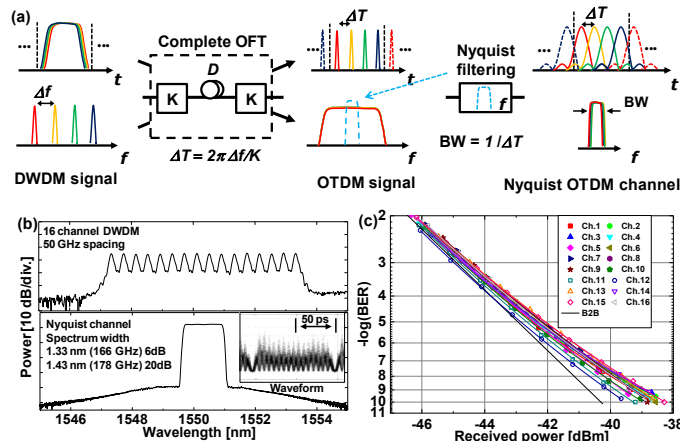 (a)
Complete OFT
D
K
K
ΔT = 2πΔf/K
t
Δf
f
DWDM signal
ΔT
t
f
OTDM signal
Nyquist
filtering
f
BW = 1/ΔT
ΔT
t
BW
f
Nyquist OTDM channel
(b)
16 channel DWDM
50 GHz spacing
Power [10 dB/div.]
Nyquist channel
Spectrum width
1.33 nm (166 GHz) 6dB
1.43 nm (178 GHz) 20dB
50 ps
Waveform
1546 1548 1550 1552 1554
Wavelength [nm]
(c)
-log(BER)
2
3
4
5
6
7
8
9
10
Ch.1 Ch.2
Ch.3 Ch.4
Ch.5 Ch.6
Ch.7 Ch.8
Ch.9 Ch.10
Ch.11 Ch.12
Ch.13 Ch.14
Ch.15 Ch.16
B2B
-46 -44 -42 -40 -38
Received power [dBm]